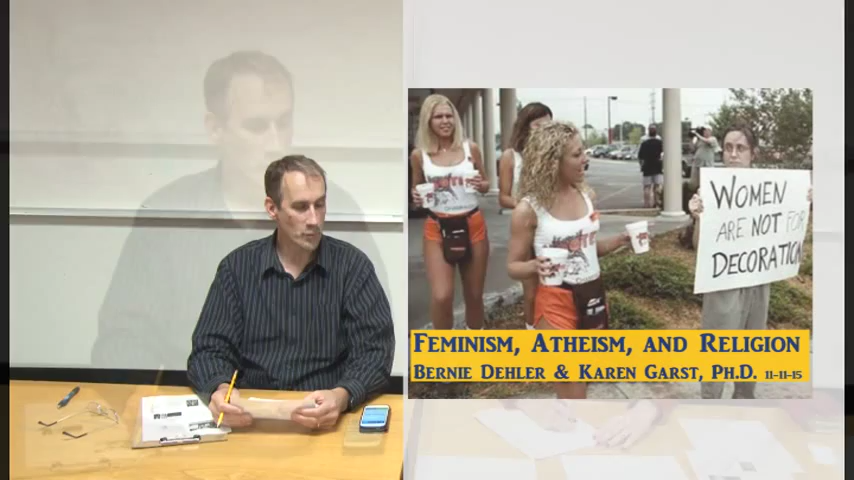 WOMEN
ARE NOT FOR
DECORATION
FEMINISM, ATHEISM, AND RELIGION
BERNIE DEHLER & KAREN GARST, PH.D. 11-11-15